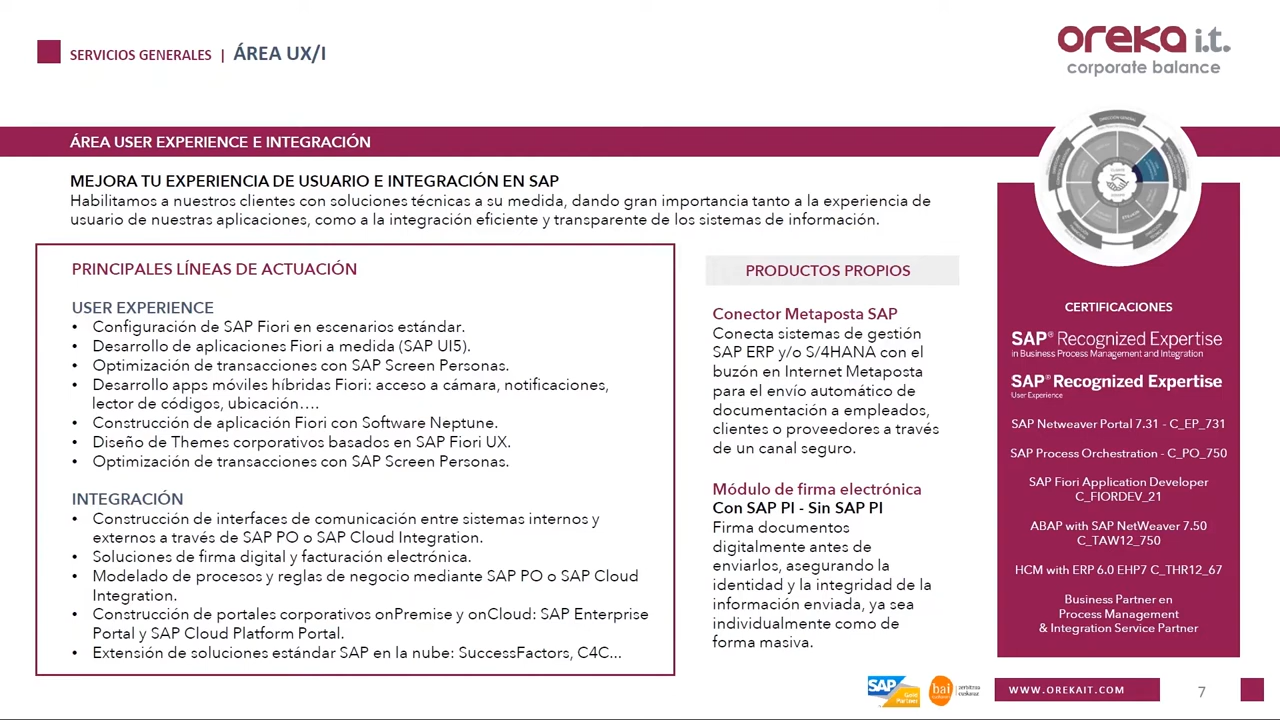 SERVICIOS GENERALES | ÁREA UX/I
oreka i.t.
corporate balance
ÁREA USER EXPERIENCE E INTEGRACIÓN
MEJORA TU EXPERIENCIA DE USUARIO E INTEGRACIÓN EN SAP
Habilitamos a nuestros clientes con soluciones técnicas a su medida, dando gran importancia tanto a la experiencia de
usuario de nuestras aplicaciones, como a la integración eficiente y transparente de los sistemas de información.
PRINCIPALES LÍNEAS DE ACTUACIÓN
USER EXPERIENCE
• Configuración de SAP Fiori en escenarios estándar.
• Desarrollo de aplicaciones Fiori a medida (SAP UI5).
• Optimización de transacciones con SAP Screen Personas.
• Desarrollo apps móviles híbridas Fiori: acceso a cámara, notificaciones,
lector de códigos, ubicación….
• Construcción de aplicación Fiori con Software Neptune.
• Diseño de Themes corporativos basados en SAP Fiori UX.
• Optimización de transacciones con SAP Screen Personas.
INTEGRACIÓN
• Construcción de interfaces de comunicación entre sistemas internos y
externos a través de SAP PO o SAP Cloud Integration.
• Soluciones de firma digital y facturación electrónica.
• Modelado de procesos y reglas de negocio mediante SAP PO o SAP Cloud
Integration.
• Construcción de portales corporativos onPremise y onCloud: SAP Enterprise
Portal y SAP Cloud Platform Portal.
• Extensión de soluciones estándar SAP en la nube: SuccessFactors, C4C...
PRODUCTOS PROPIOS
Conector Metaposta SAP
Conecta sistemas de gestión
SAP ERP y/o S/4HANA con el
buzón en Internet Metaposta
para el envío automático de
documentación a empleados,
clientes o proveedores a través
de un canal seguro.
Módulo de firma electrónica
Con SAP PI - Sin SAP PI
Firma documentos
digitalmente antes de
enviarlos, asegurando la
identidad y la integridad de la
información enviada, ya sea
individualmente como de
forma masiva.
CERTIFICACIONES
SAP® Recognized Expertise
in Business Process Management and Integration
SAP® Recognized Expertise
User Experience
SAP Netweaver Portal 7.31 - C_EP_731
SAP Process Orchestration - C_PO_750
SAP Fiori Application Developer
C_FIORDEV_21
ABAP with SAP NetWeaver 7.50
C_TAW12_750
HCM with ERP 6.0 EHP7 C_THR12_67
Business Partner en
Process Management
& Integration Service Partner
SAP Gold
Partner
bai
WWW.OREKAIT.COM
7